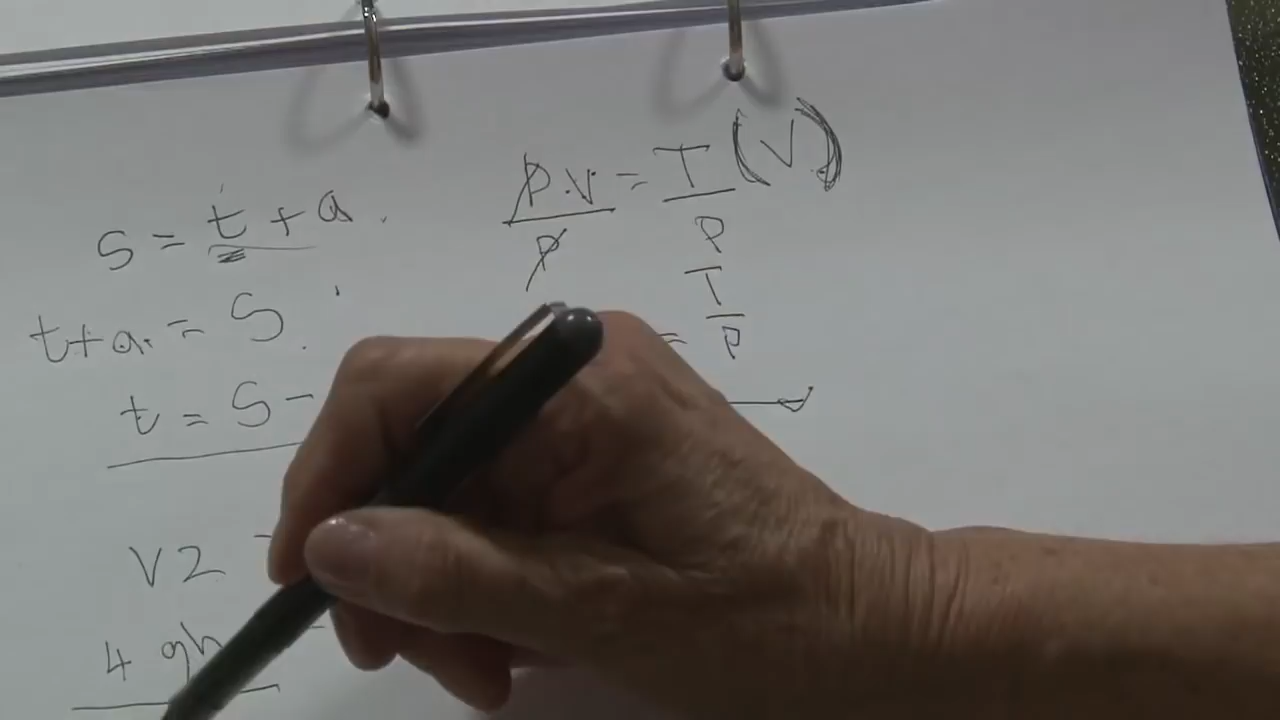 S = t + a .
t+a = S .
t = S -
V2
4 gh
P.V = T (V)
P P
T
= P